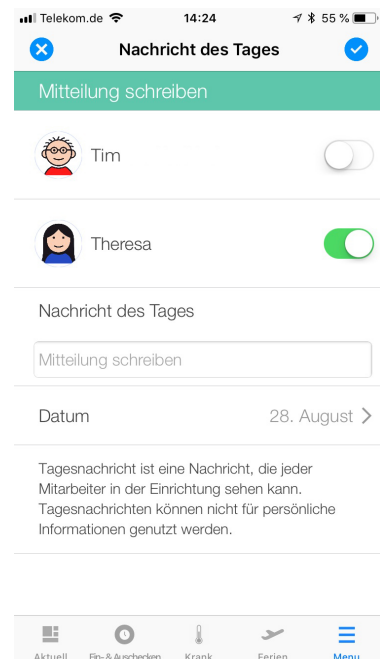 Telekom.de 14:24 55 %
Nachricht des Tages
Mitteilung schreiben
Tim
Theresa
Nachricht des Tages
Mitteilung schreiben
Datum 28. August
Tagesnachricht ist eine Nachricht, die jeder
Mitarbeiter in der Einrichtung sehen kann.
Tagesnachrichten können nicht für persönliche
Informationen genutzt werden.
Aktuell Ein- & Auschecken Krank Ferien Menu